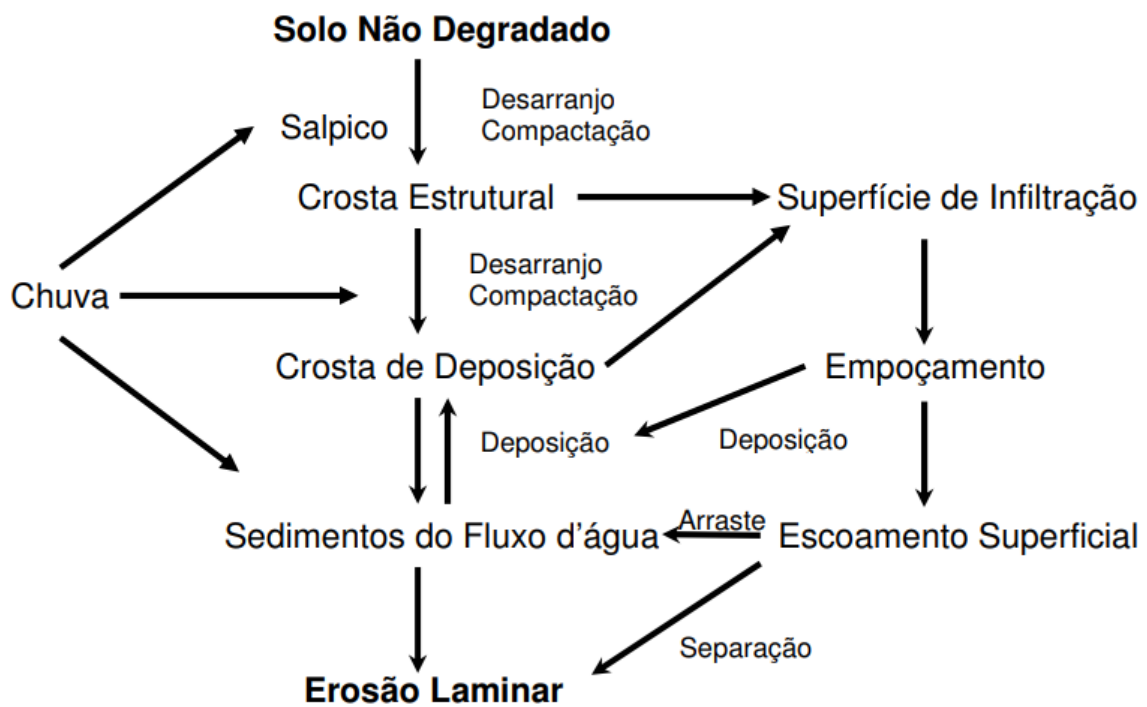 Solo Não Degradado
Desarranjo
Compactação
Salpico
Crosta Estrutural
Superfície de Infiltração
Desarranjo
Compactação
Chuva
Crosta de Deposição
Empoçamento
Deposição
Deposição
Arraste
Sedimentos do Fluxo d'água
Escoamento Superficial
Separação
Erosão Laminar